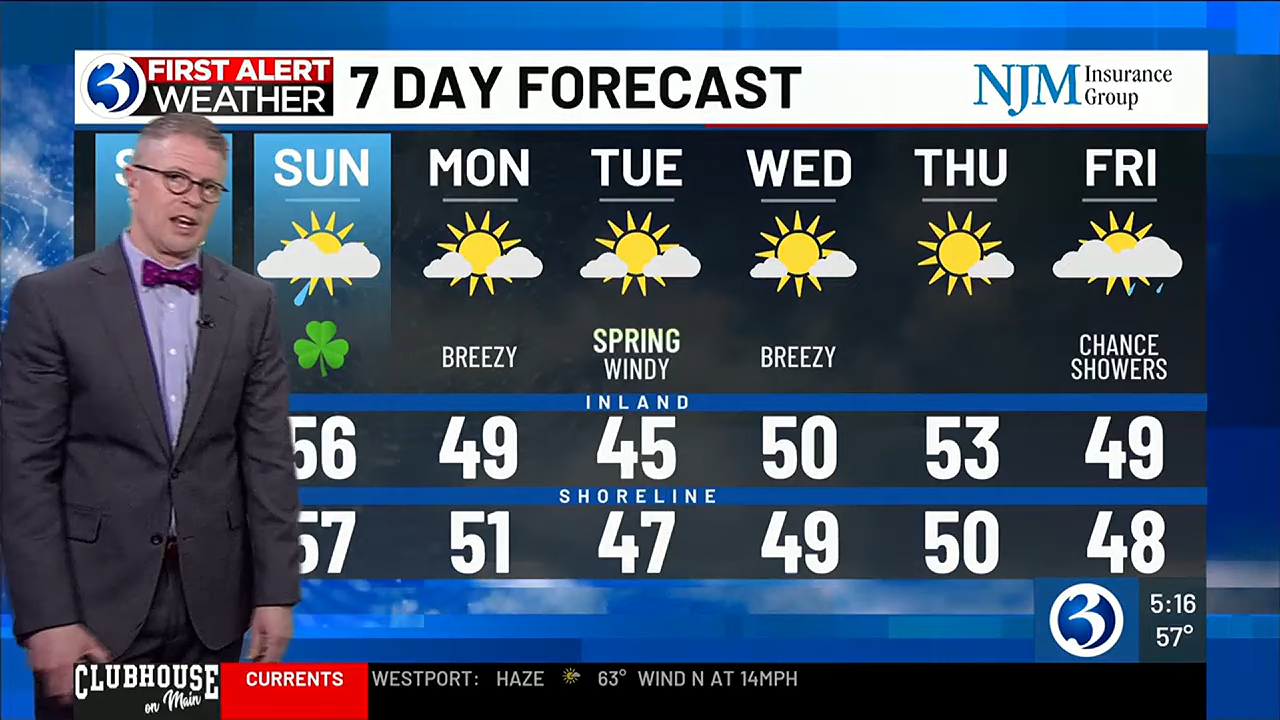 3 FIRST ALERT WEATHER
7 DAY FORECAST
NJM Insurance Group
SUN MON TUE WED THU FRI
BREEZY SPRING WINDY BREEZY CHANCE SHOWERS
INLAND
56 49 45 50 53 49
SHORELINE
57 51 47 49 50 48
3 5:16
57°
CLUBHOUSE on Main
CURRENTS WESTPORT: HAZE 63° WIND N AT 14MPH